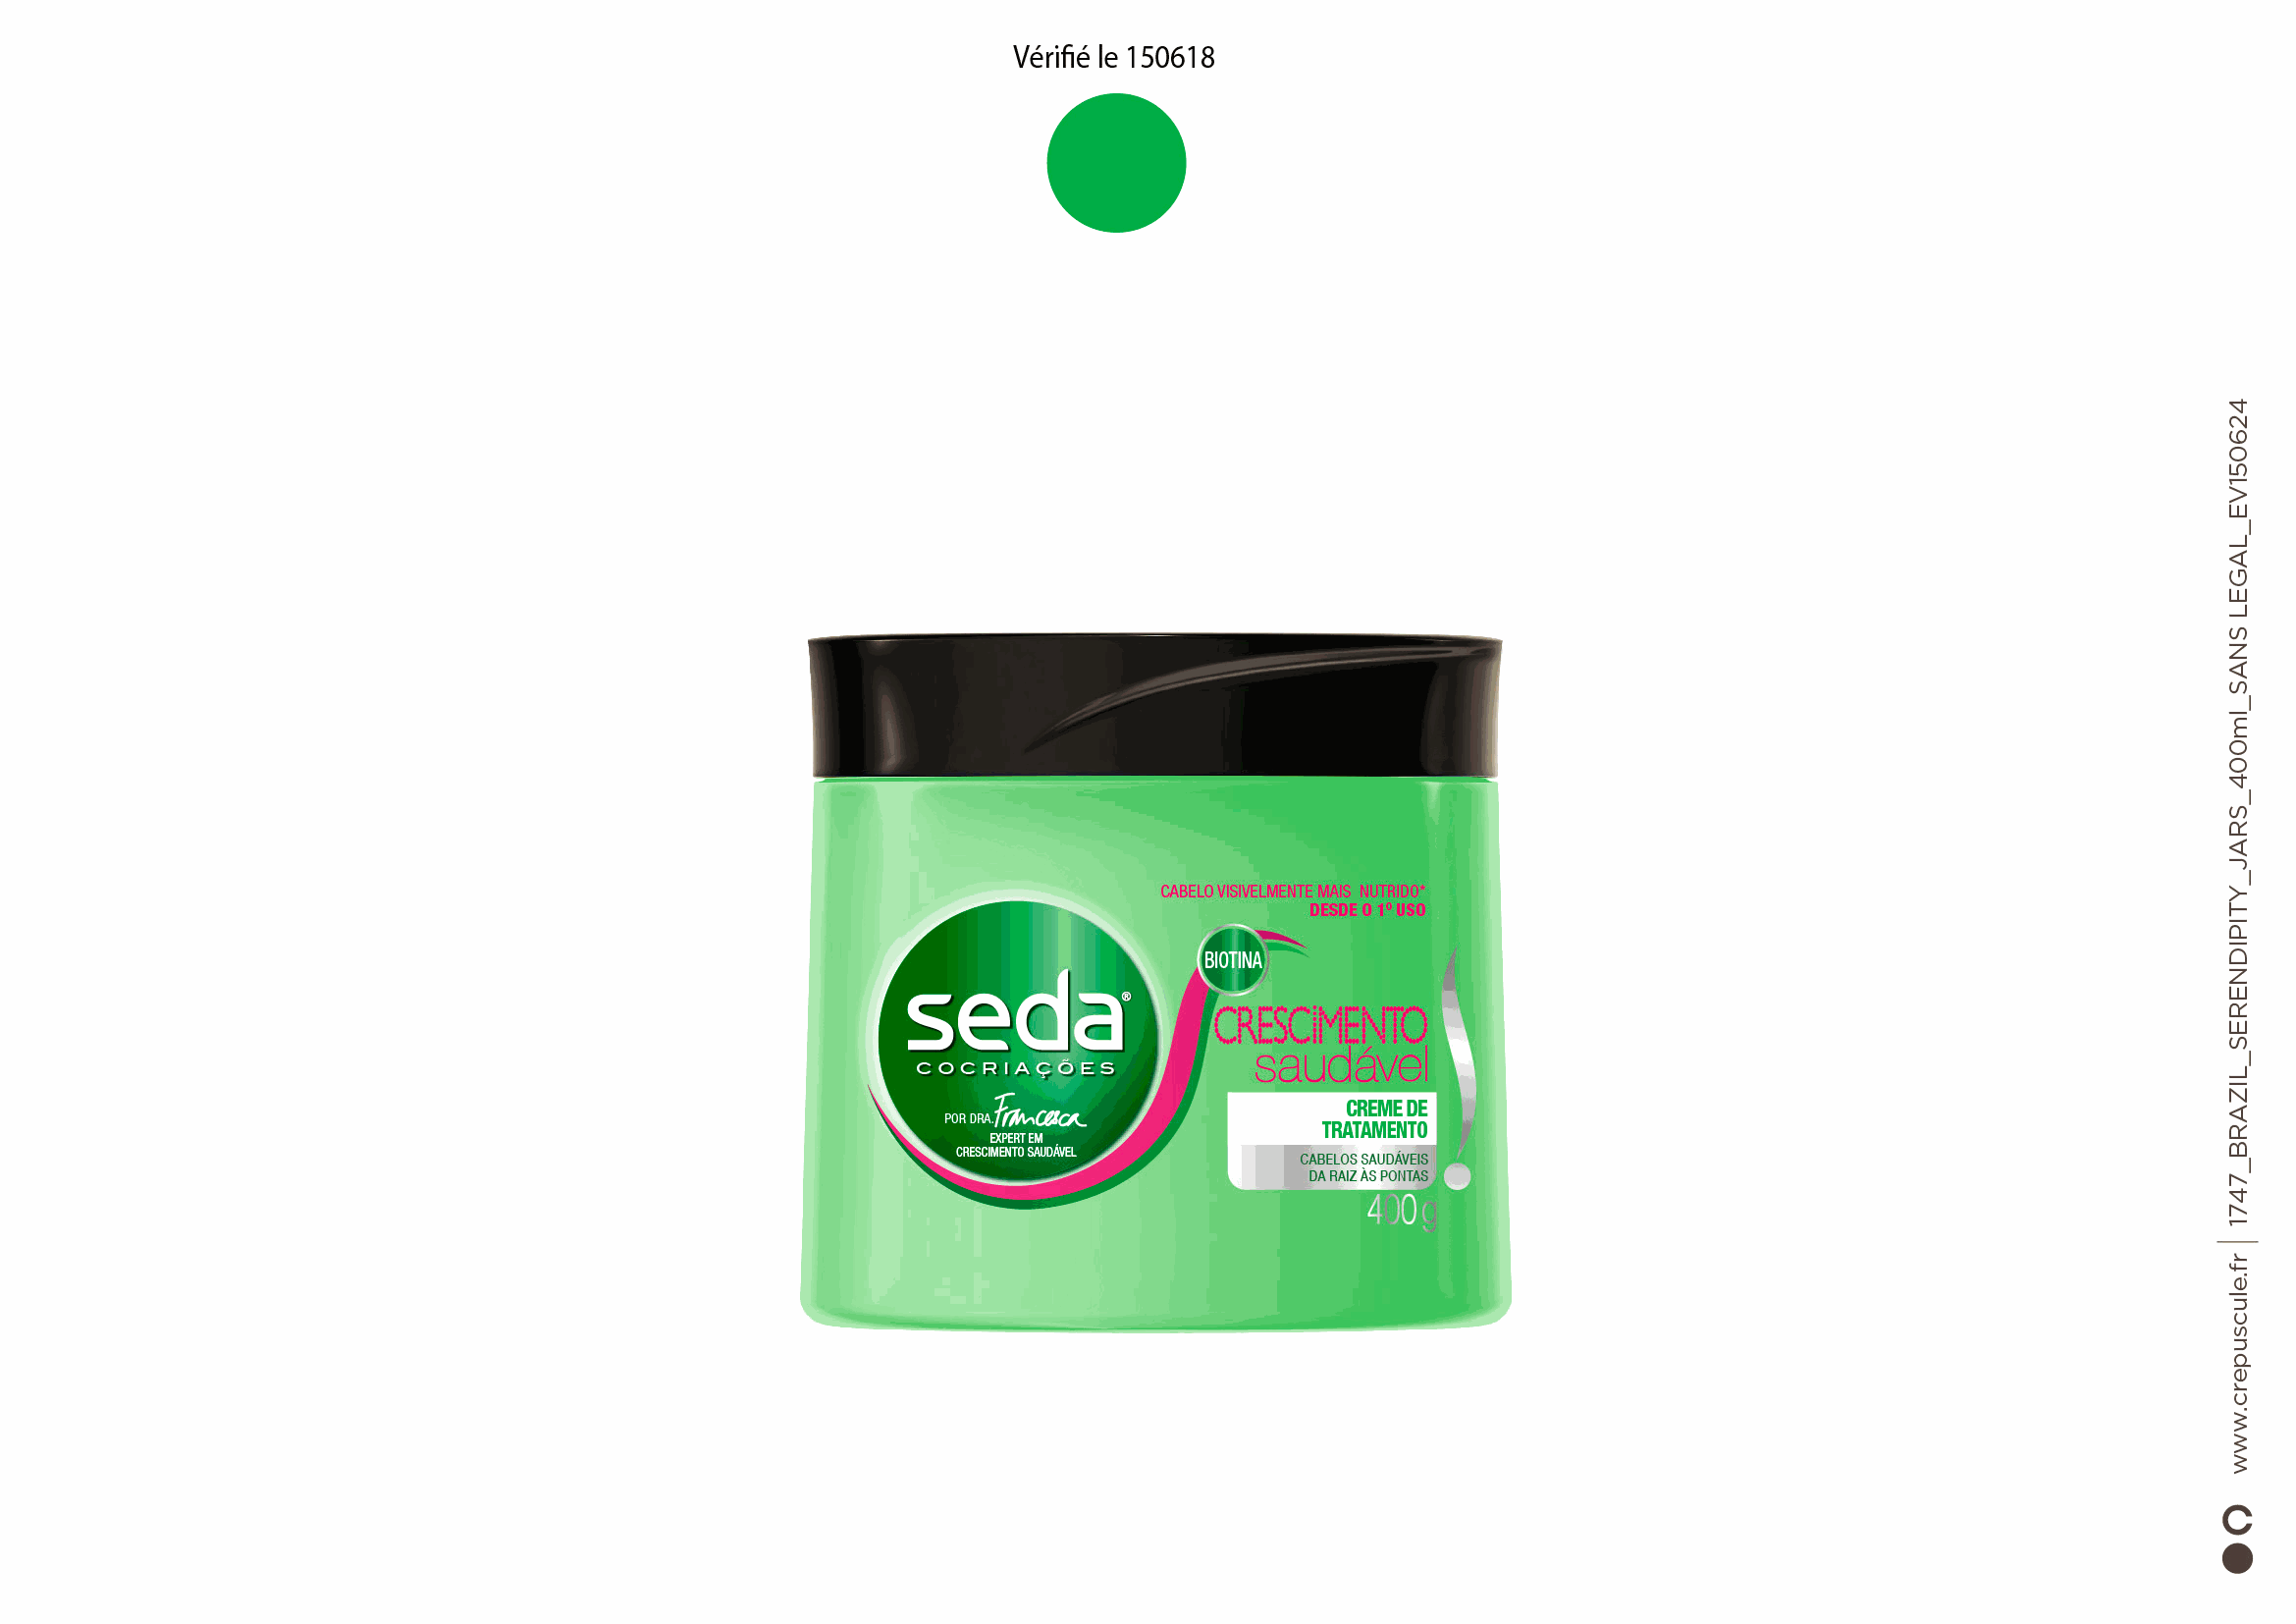 Vérifié le 150618
CABELO VISIVELMENTE MAIS NUTRIDO*
DESDE O 1º USO
BIOTINA
seda®
COCRIAÇÕES
POR DRA. Francesca
EXPERT EM
CRESCIMENTO SAUDÁVEL
CRESCiMENTO
saudável
CREME DE
TRATAMENTO
CABELOS SAUDÁVEIS
DA RAIZ ÀS PONTAS
400g
www.crepuscule.fr | 1747_BRAZIL_SERENDIPITY_JARS_400ml_SANS LEGAL_EV150624
C